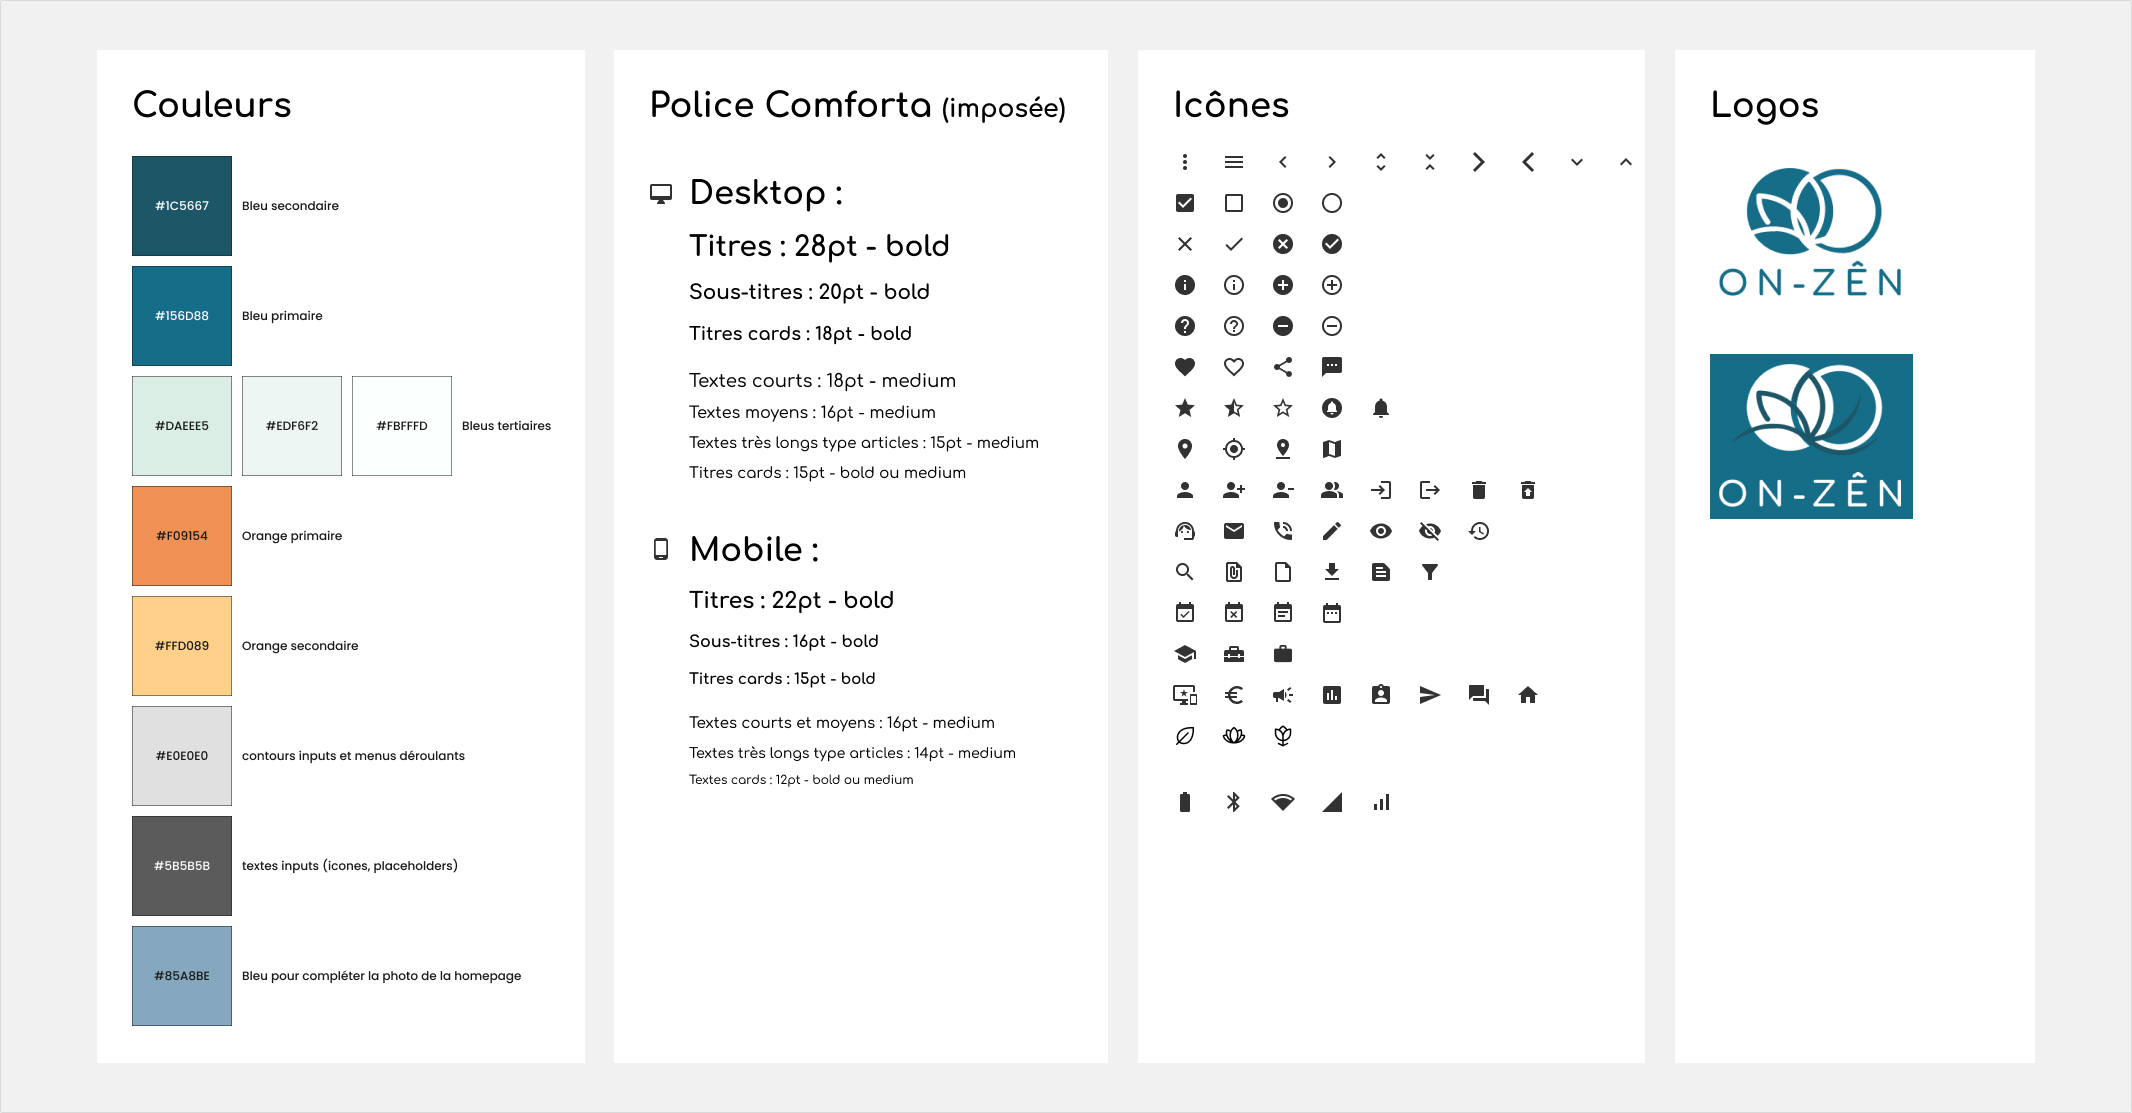 Couleurs
#1C5667
Bleu secondaire
#156D88
Bleu primaire
#DAEEE5
#EDF6F2
#FBFFFD
Bleus tertiaires
#F09154
Orange primaire
#FFD089
Orange secondaire
#E0E0E0
contours inputs et menus déroulants
#5B5B5B
textes inputs (icones, placeholders)
#85A8BE
Bleu pour compléter la photo de la homepage
Police Comforta (imposée)
Desktop :
Titres : 28pt - bold
Sous-titres : 20pt - bold
Titres cards : 18pt - bold
Textes courts : 18pt - medium
Textes moyens : 16pt - medium
Textes très longs type articles : 15pt - medium
Titres cards : 15pt - bold ou medium
Mobile :
Titres : 22pt - bold
Sous-titres : 16pt - bold
Titres cards : 15pt - bold
Textes courts et moyens : 16pt - medium
Textes très longs type articles : 14pt - medium
Textes cards : 12pt - bold ou medium
Icônes
Logos
ON-ZÊN
ON-ZÊN